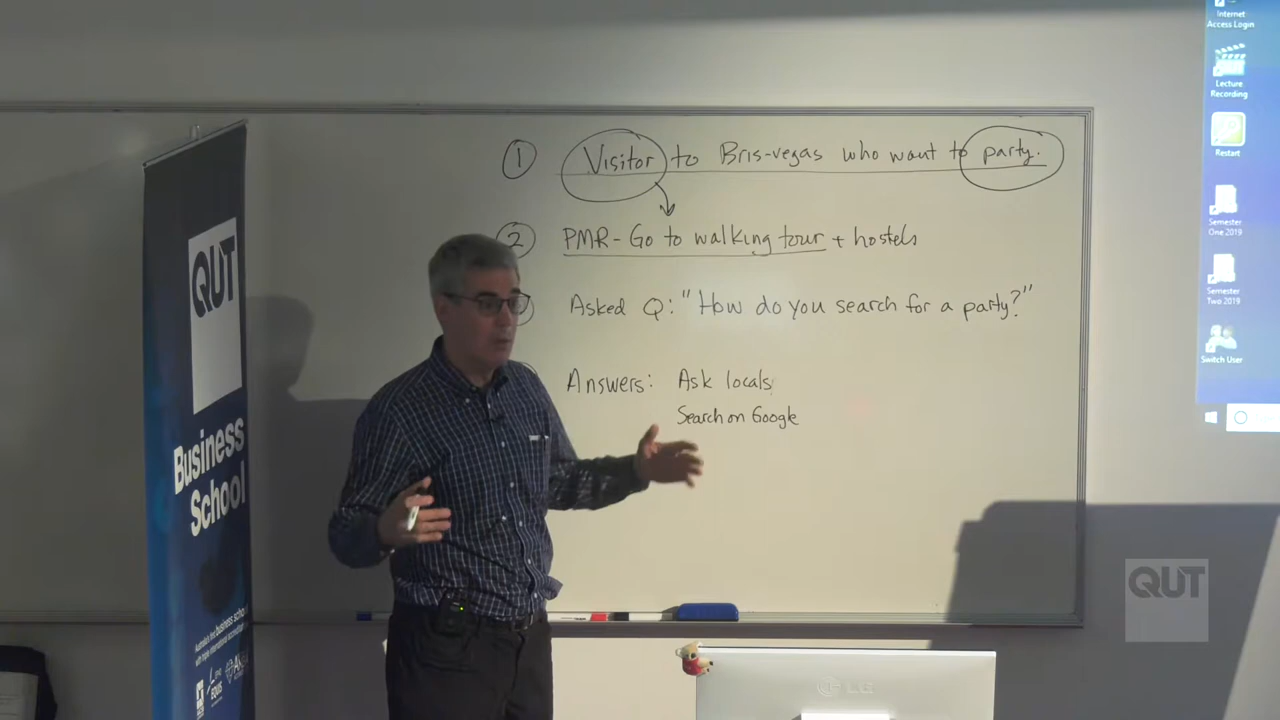 ① Visitor to Bris-vegas who want to party.
② PMR - Go to walking tour + hostels
Asked Q: "How do you search for a party?"
Answers: Ask locals
Search on Google
QUT
Business
School
Internet
Access Login
Lecture
Recording
Restart
Semester
One 2019
Semester
Two 2019
Switch User
QUT
LG